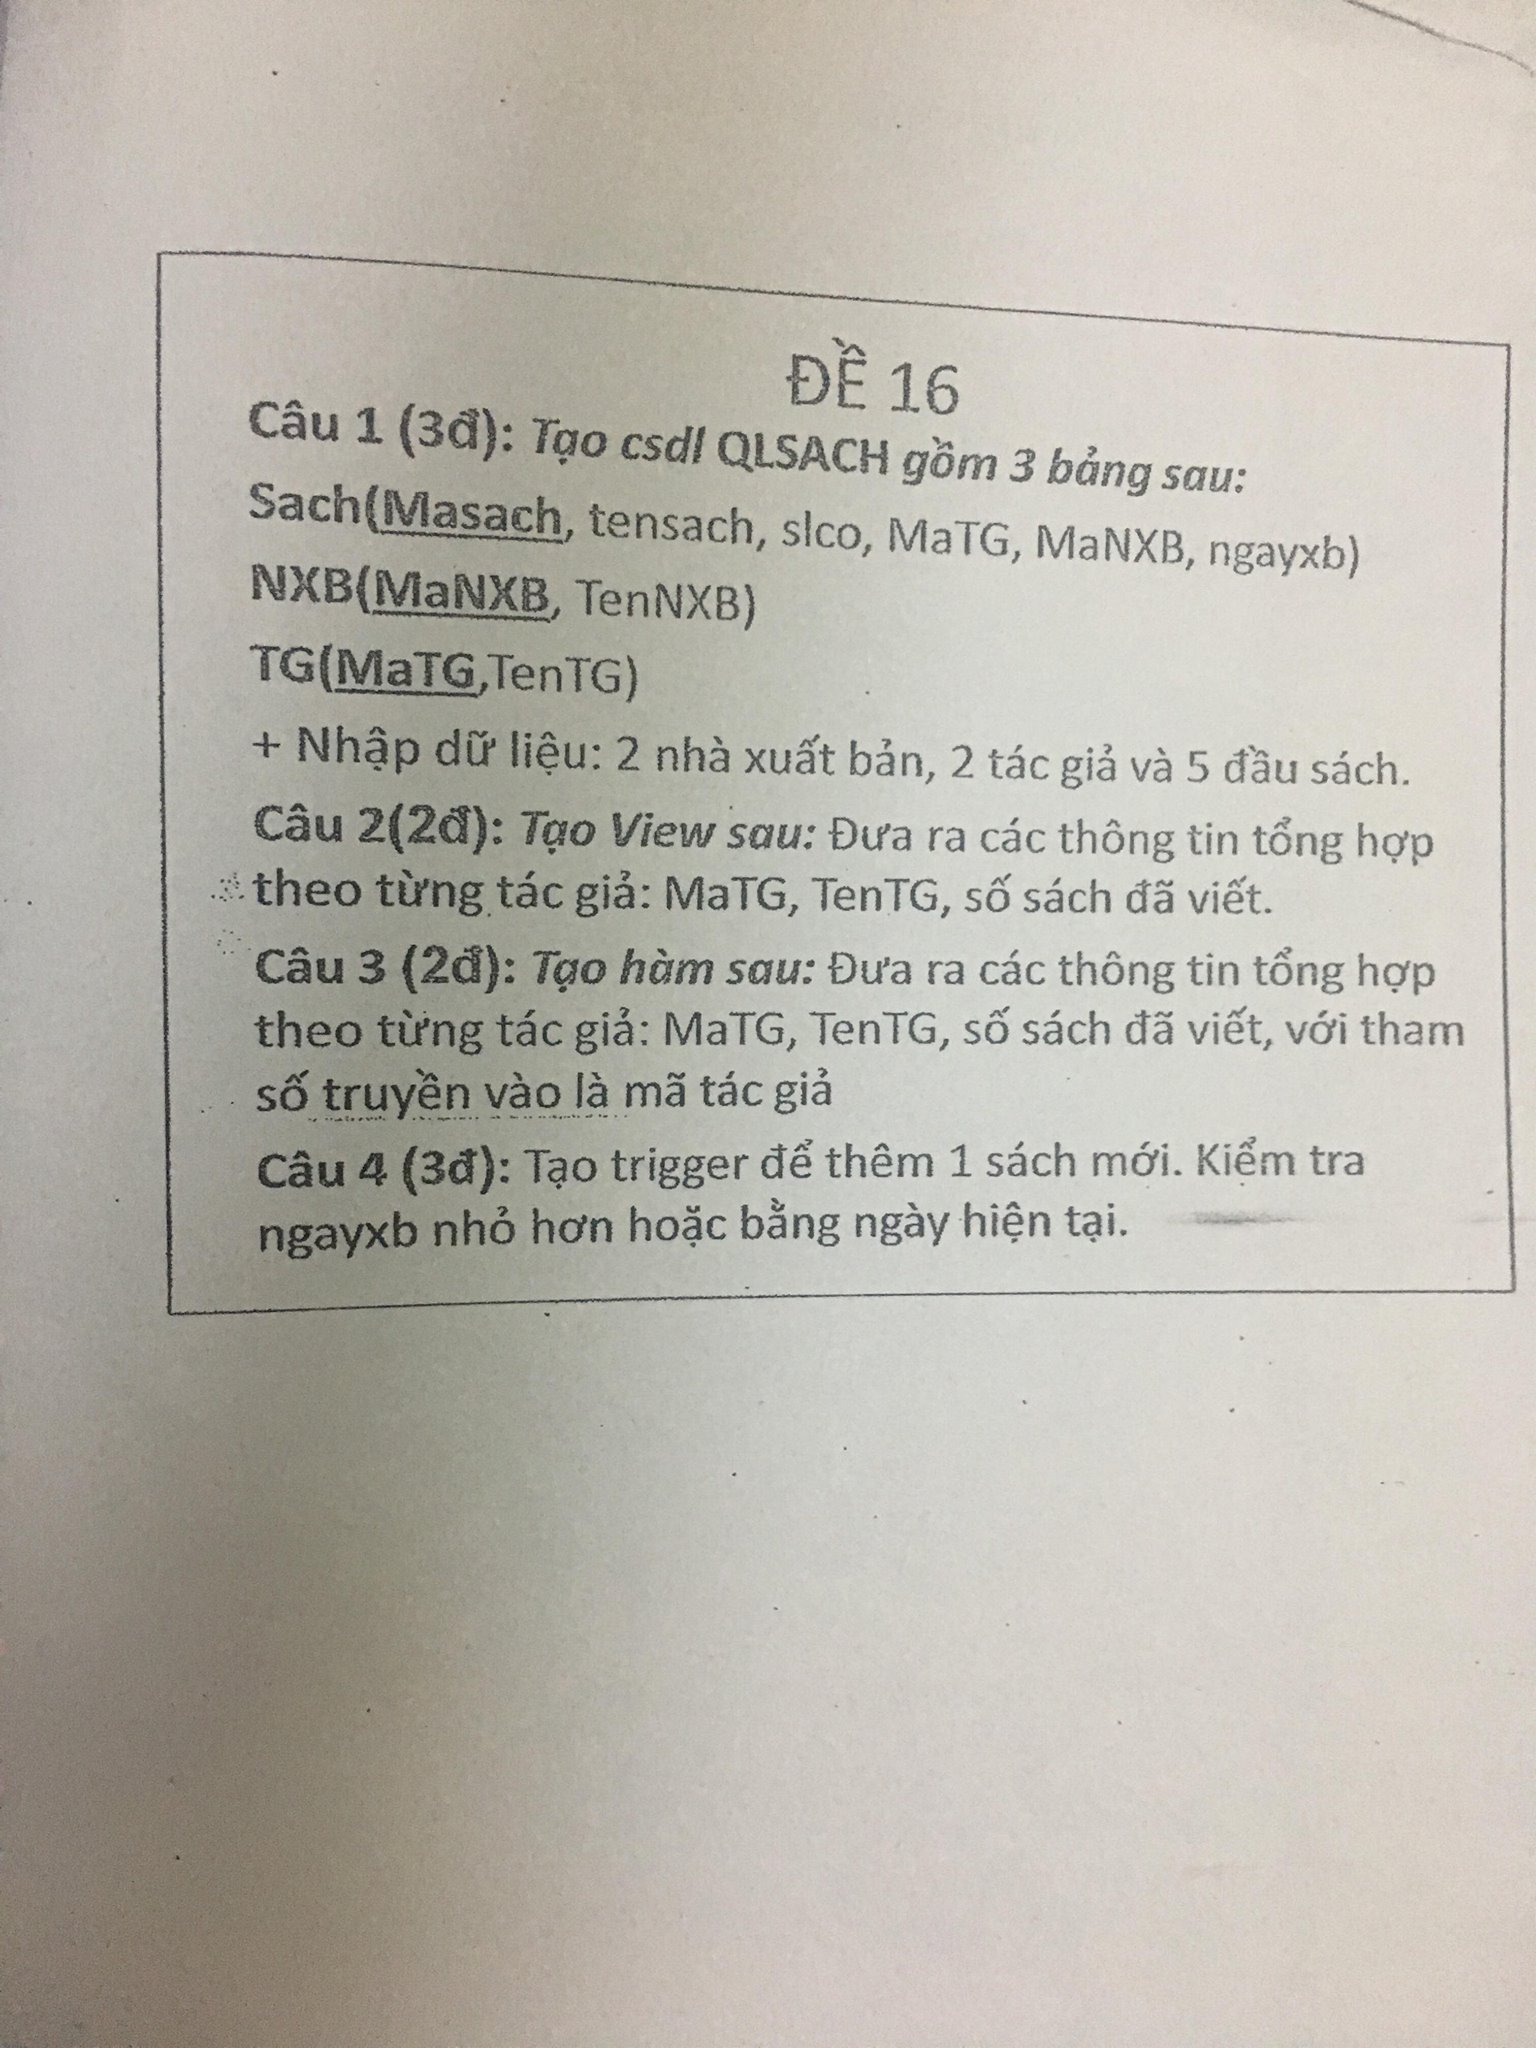 ĐỀ 16
Câu 1 (3đ): Tạo csdl QLSACH gồm 3 bảng sau:
Sach(Masach, tensach, slco, MaTG, MaNXB, ngayxb)
NXB(MaNXB, TenNXB)
TG(MaTG,TenTG)
+ Nhập dữ liệu: 2 nhà xuất bản, 2 tác giả và 5 đầu sách.
Câu 2(2đ): Tạo View sau: Đưa ra các thông tin tổng hợp
theo từng tác giả: MaTG, TenTG, số sách đã viết.
Câu 3 (2đ): Tạo hàm sau: Đưa ra các thông tin tổng hợp
theo từng tác giả: MaTG, TenTG, số sách đã viết, với tham
số truyền vào là mã tác giả
Câu 4 (3đ): Tạo trigger để thêm 1 sách mới. Kiểm tra
ngayxb nhỏ hơn hoặc bằng ngày hiện tại.